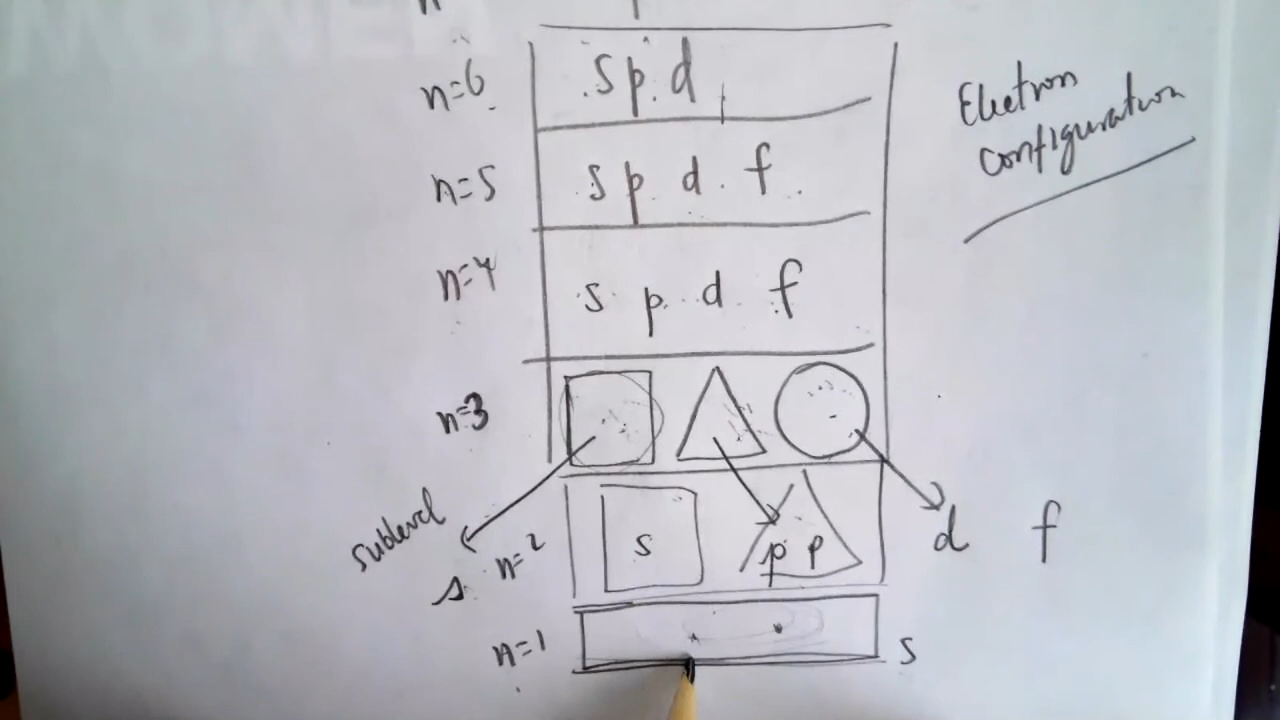 n=6 s p d
n=5 s p d f
n=4 s p d f
n=3
Electron
configuration
sublevel
s
n=2 s p p
d f
n=1 s